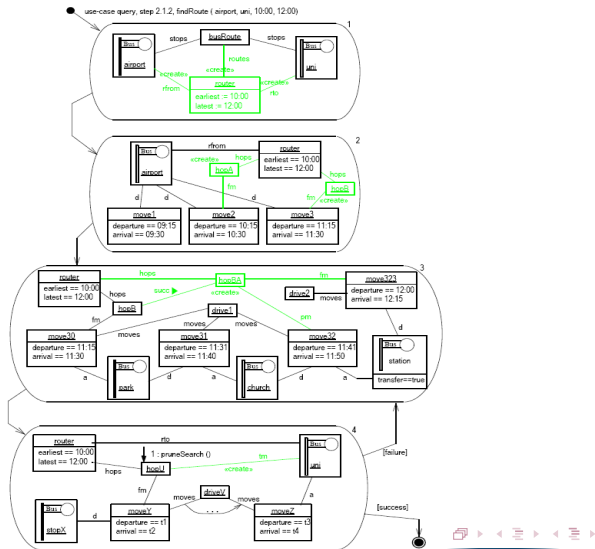 use-case query, step 2.1.2, findRoute ( airport, uni, 10:00, 12:00)
1
Bus
airport
stops
busRoute
stops
Bus
uni
routes
«create»
«create»
«create»
rfrom
rto
router
earliest := 10:00
latest := 12:00
2
Bus
airport
rfrom
router
earliest == 10:00
latest == 12:00
«create»
hops
hopA
hops
hopB
fm
fm
«create»
d
d
d
move1
departure == 09:15
arrival == 09:30
move2
departure == 10:15
arrival == 10:30
move3
departure == 11:15
arrival == 11:30
3
router
earliest == 10:00
latest == 12:00
hops
hopBA
«create»
fm
move323
departure == 12:00
arrival == 12:15
hops
succ
hopB
drive2
moves
drive1
fm
moves
moves
moves
pm
d
move30
departure == 11:15
arrival == 11:30
move31
departure == 11:31
arrival == 11:40
move32
departure == 11:41
arrival == 11:50
Bus
station
transfer==true
a
Bus
park
d
a
Bus
church
d
a
4
router
earliest == 10:00
latest == 12:00
rto
1 : pruneSearch ()
hopU
hops
«create»
Bus
uni
[failure]
fm
moves
driveV
moves
. . .
a
Bus
stopX
d
moveY
departure == t1
arrival == t2
moveZ
departure == t3
arrival == t4
[success]